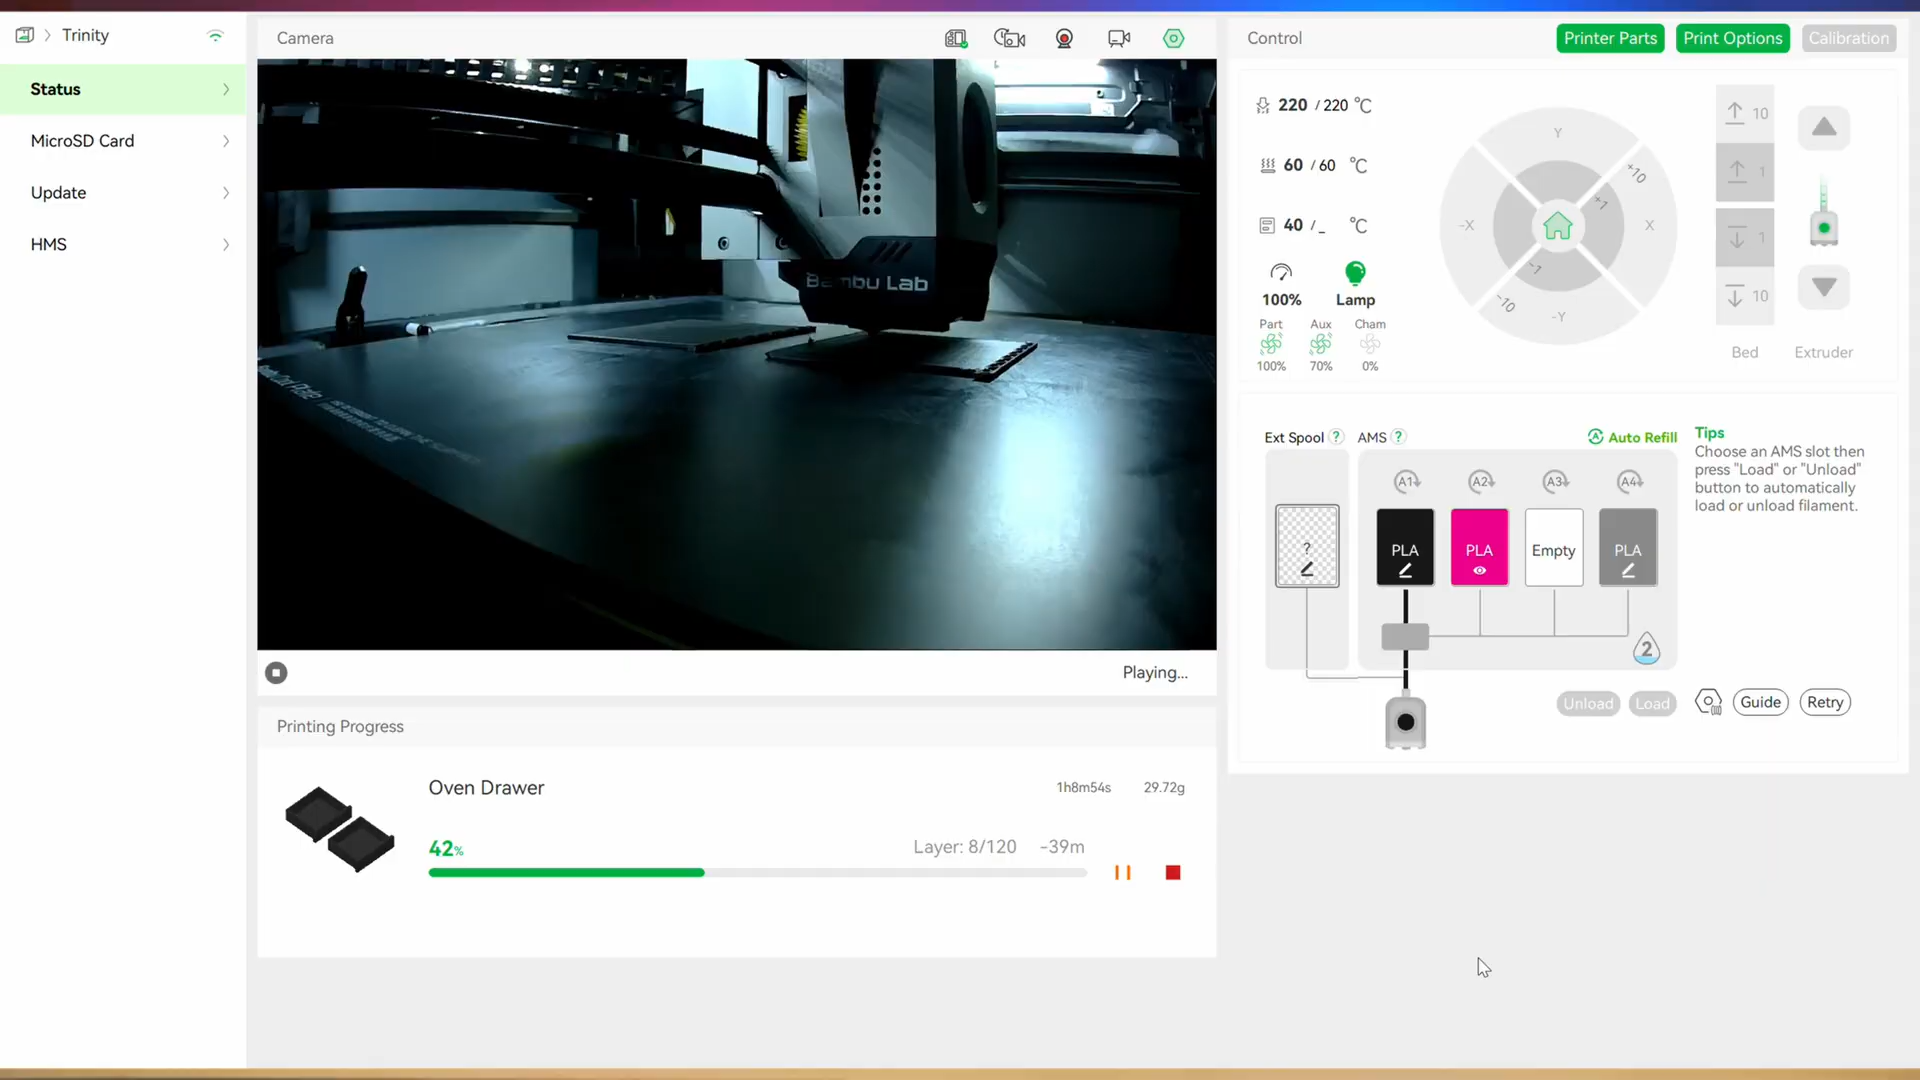 Trinity
Status
MicroSD Card
Update
HMS
Camera
Bambu Lab
Playing...
Printing Progress
Oven Drawer
1h8m54s 29.72g
42%
Layer: 8/120 -39m
Control
Printer Parts Print Options Calibration
220 / 220 °C
60 / 60 °C
40 / _ °C
100% Lamp
Part Aux Cham
100% 70% 0%
Y
+10
+1
-X X
-1
-10
-Y
10
1
1
10
Bed Extruder
Ext Spool ? AMS ? Auto Refill
A1 A2 A3 A4
? PLA PLA Empty PLA
2
Unload Load Guide Retry
Tips
Choose an AMS slot then
press "Load" or "Unload"
button to automatically
load or unload filament.